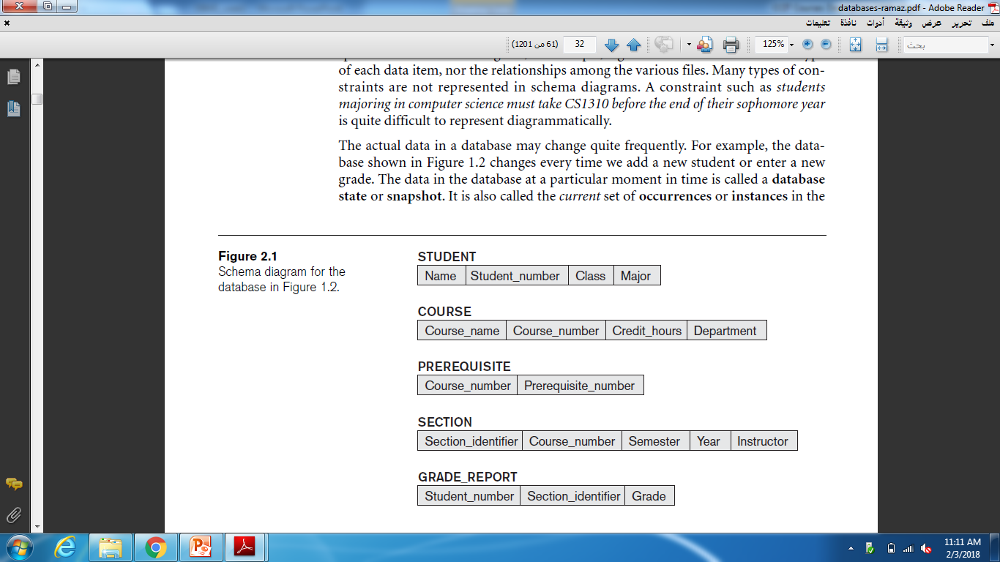 databases-ramaz.pdf - Adobe Reader
ملف تحرير عرض وثيقة أدوات نافذة تعليمات
(61 من 1201) 32 125% بحث
of each data item, nor the relationships among the various files. Many types of con-
straints are not represented in schema diagrams. A constraint such as students
majoring in computer science must take CS1310 before the end of their sophomore year
is quite difficult to represent diagrammatically.
The actual data in a database may change quite frequently. For example, the data-
base shown in Figure 1.2 changes every time we add a new student or enter a new
grade. The data in the database at a particular moment in time is called a database
state or snapshot. It is also called the current set of occurrences or instances in the
Figure 2.1
Schema diagram for the
database in Figure 1.2.
STUDENT
Name Student_number Class Major
COURSE
Course_name Course_number Credit_hours Department
PREREQUISITE
Course_number Prerequisite_number
SECTION
Section_identifier Course_number Semester Year Instructor
GRADE_REPORT
Student_number Section_identifier Grade
11:11 AM
2/3/2018